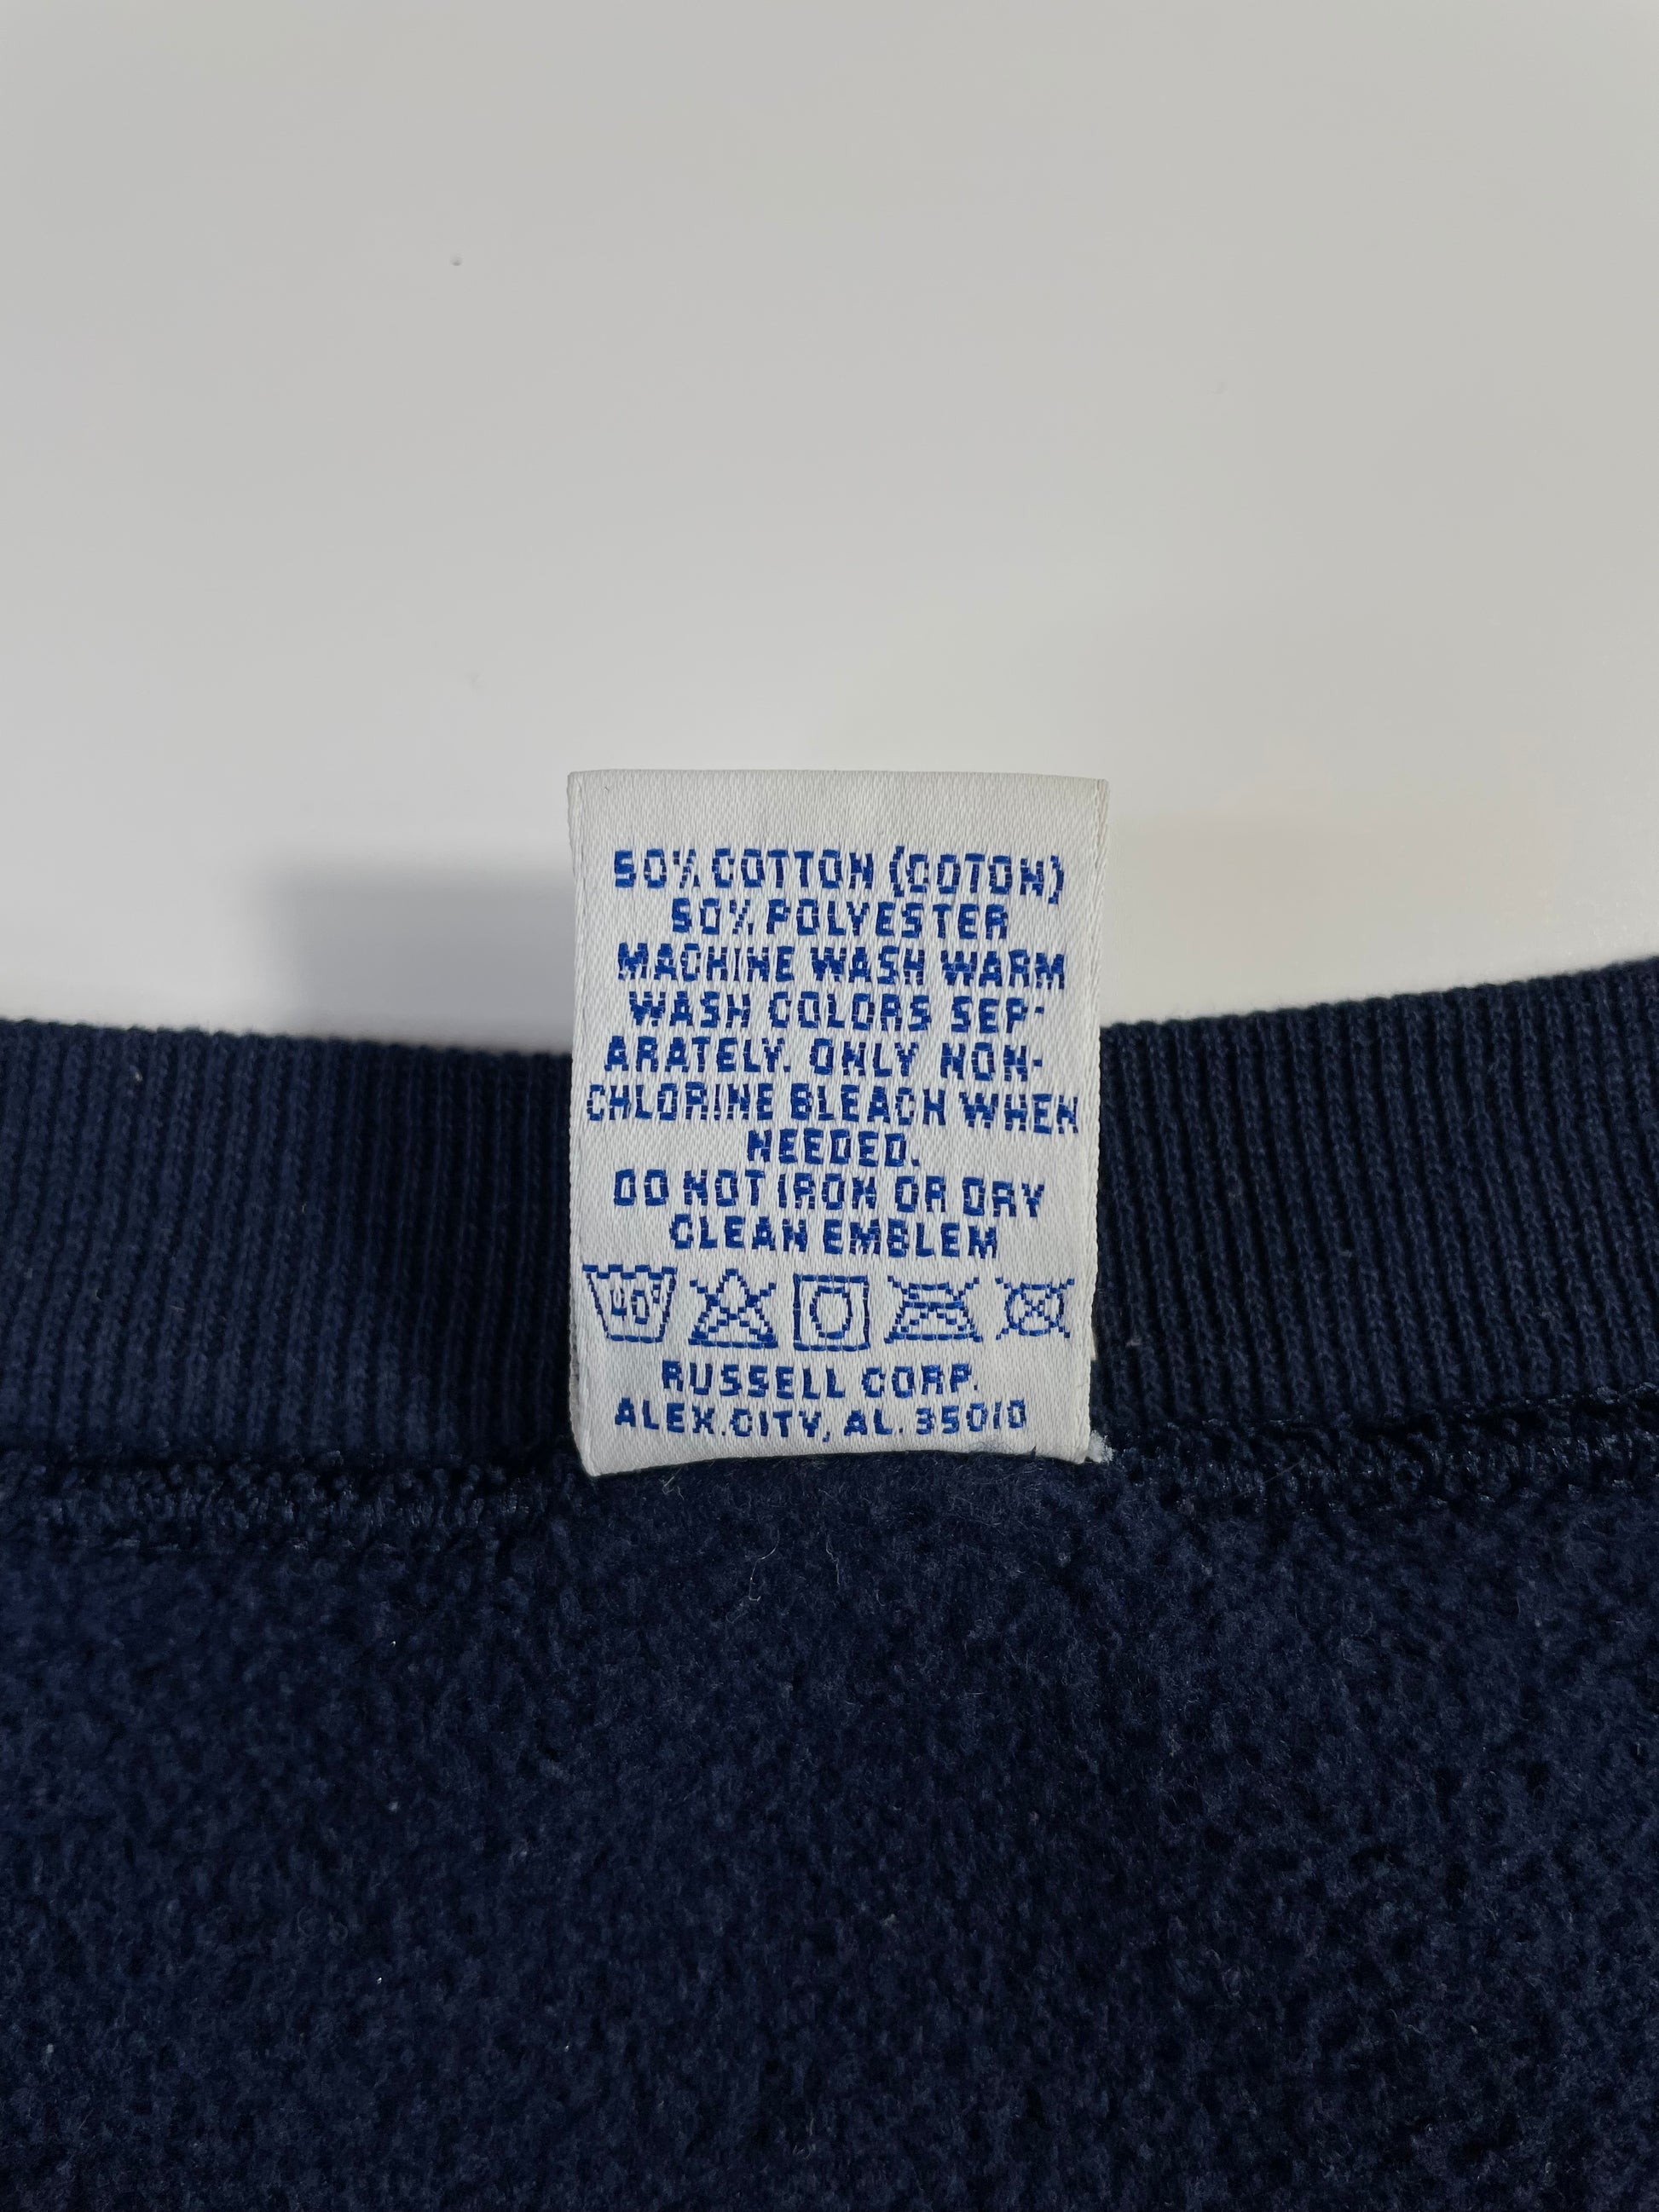 50% COTTON (COTON)
50% POLYESTER
MACHINE WASH WARM
WASH COLORS SEP-
ARATELY. ONLY NON-
CHLORINE BLEACH WHEN
NEEDED.
DO NOT IRON OR DRY
CLEAN EMBLEM
40°
RUSSELL CORP.
ALEX.CITY, AL. 35010